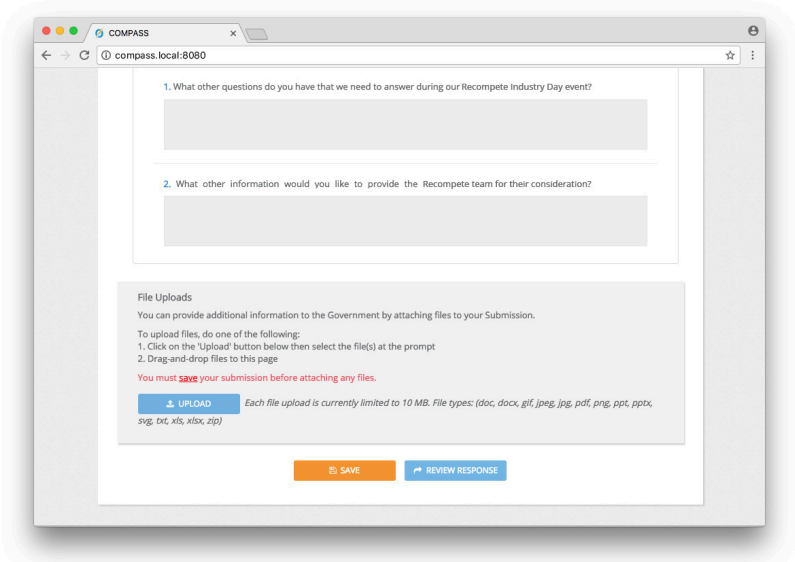 COMPASS
compass.local:8080
1. What other questions do you have that we need to answer during our Recompete Industry Day event?
2. What other information would you like to provide the Recompete team for their consideration?
File Uploads
You can provide additional information to the Government by attaching files to your Submission.
To upload files, do one of the following:
1. Click on the 'Upload' button below then select the file(s) at the prompt
2. Drag-and-drop files to this page
You must save your submission before attaching any files.
UPLOAD Each file upload is currently limited to 10 MB. File types: (doc, docx, gif, jpeg, jpg, pdf, png, ppt, pptx,
svg, txt, xls, xlsx, zip)
SAVE REVIEW RESPONSE